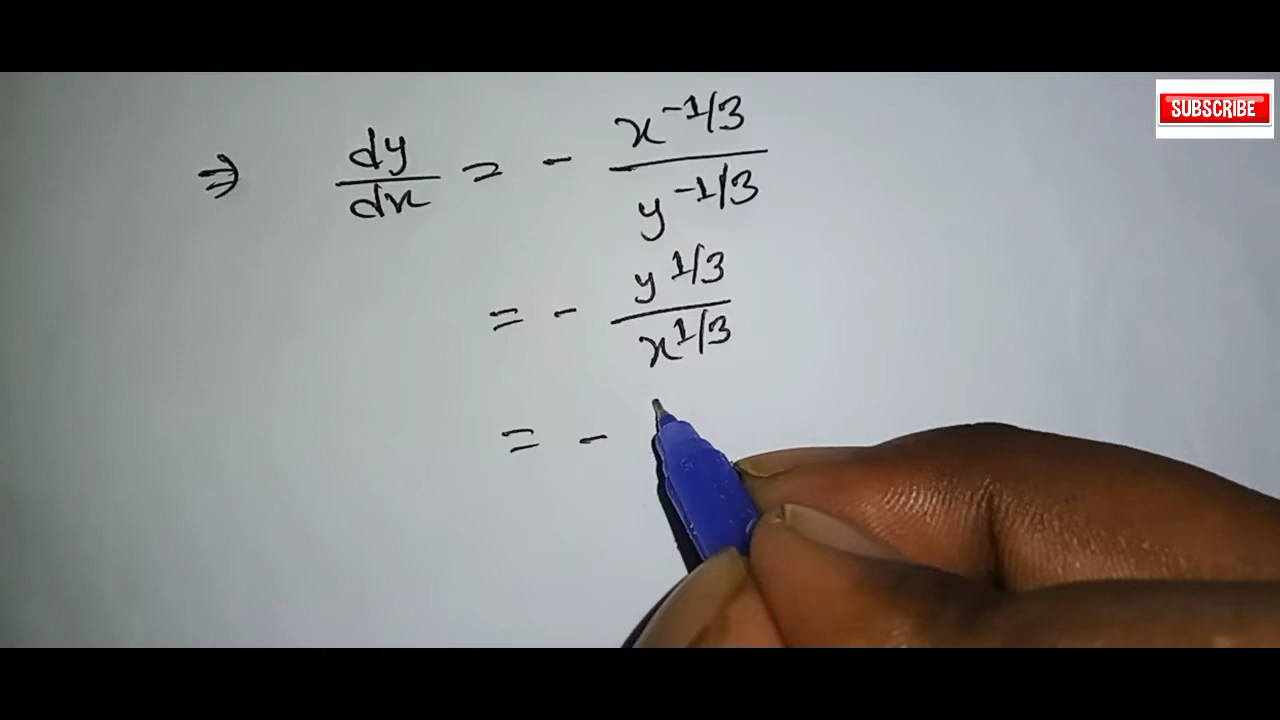 SUBSCRIBE
⇒ dy/dx = - x^-1/3 / y^-1/3
= - y^1/3 / x^1/3
= -